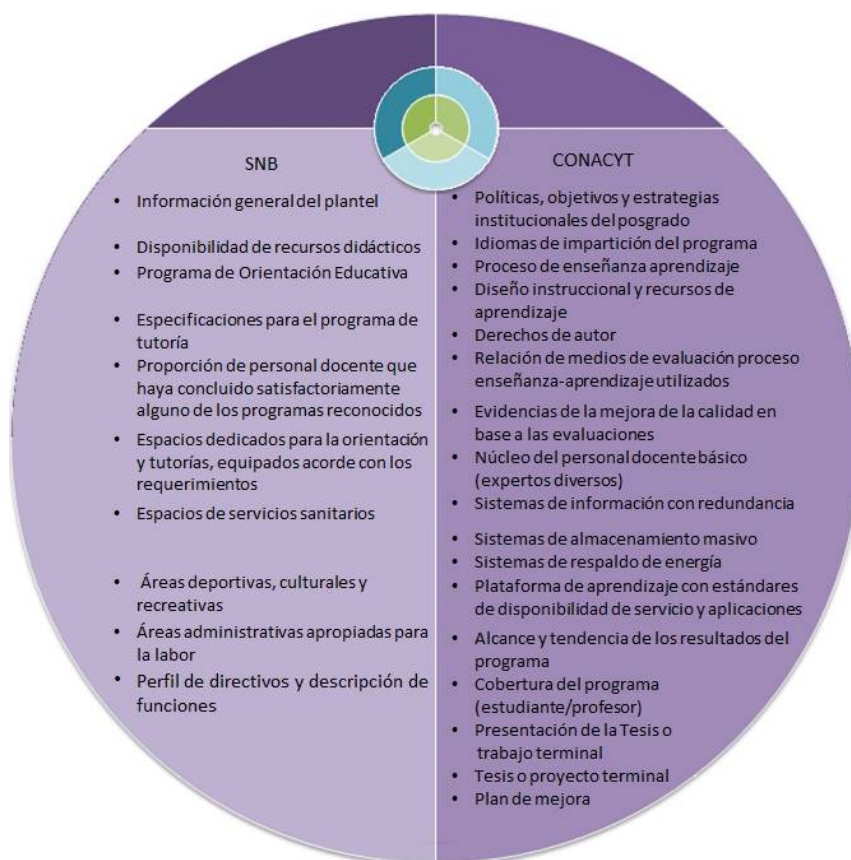 SNB
• Información general del plantel
• Disponibilidad de recursos didácticos
• Programa de Orientación Educativa
• Especificaciones para el programa de
tutoría
• Proporción de personal docente que
haya concluido satisfactoriamente
alguno de los programas reconocidos
• Espacios dedicados para la orientación
y tutorías, equipados acorde con los
requerimientos
• Espacios de servicios sanitarios
• Áreas deportivas, culturales y
recreativas
• Áreas administrativas apropiadas para
la labor
• Perfil de directivos y descripción de
funciones
CONACYT
• Políticas, objetivos y estrategias
institucionales del posgrado
• Idiomas de impartición del programa
• Proceso de enseñanza aprendizaje
• Diseño instruccional y recursos de
aprendizaje
• Derechos de autor
• Relación de medios de evaluación proceso
enseñanza-aprendizaje utilizados
• Evidencias de la mejora de la calidad en
base a las evaluaciones
• Núcleo del personal docente básico
(expertos diversos)
• Sistemas de información con redundancia
• Sistemas de almacenamiento masivo
• Sistemas de respaldo de energía
• Plataforma de aprendizaje con estándares
de disponibilidad de servicio y aplicaciones
• Alcance y tendencia de los resultados del
programa
• Cobertura del programa
(estudiante/profesor)
• Presentación de la Tesis o
trabajo terminal
• Tesis o proyecto terminal
• Plan de mejora